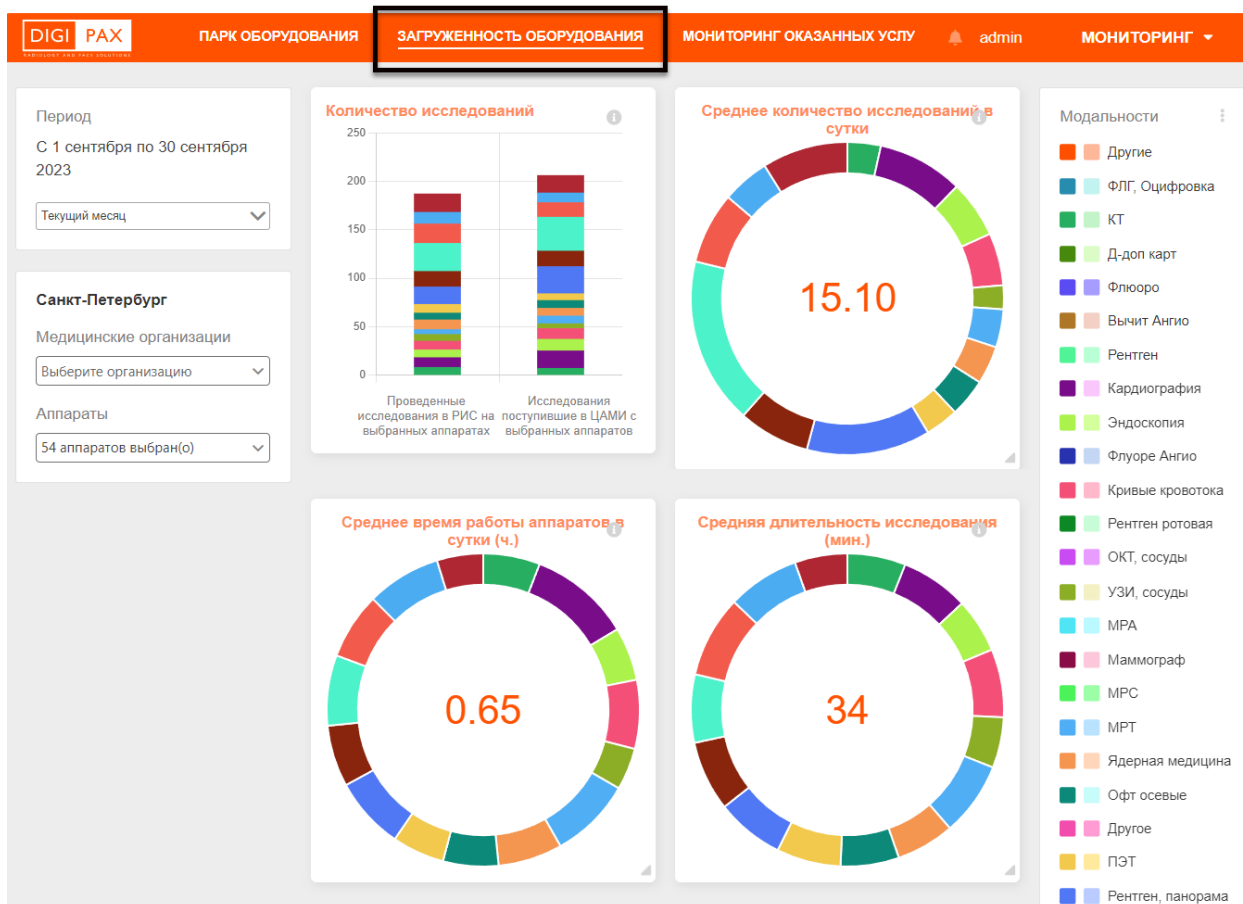 DIGI PAX
RADIOLOGY AND PACS SOLUTIONS
ПАРК ОБОРУДОВАНИЯ
ЗАГРУЖЕННОСТЬ ОБОРУДОВАНИЯ
МОНИТОРИНГ ОКАЗАННЫХ УСЛУ
admin
МОНИТОРИНГ
Период
С 1 сентября по 30 сентября
2023
Текущий месяц
Санкт-Петербург
Медицинские организации
Выберите организацию
Аппараты
54 аппаратов выбран(о)
Количество исследований
250
200
150
100
50
0
Проведенные
исследования в РИС на
выбранных аппаратах
Исследования
поступившие в ЦАМИ с
выбранных аппаратов
Среднее количество исследований в
сутки
15.10
Среднее время работы аппаратов в
сутки (ч.)
0.65
Средняя длительность исследования
(мин.)
34
Модальности
Другие
ФЛГ, Оцифровка
КТ
Д-доп карт
Флюоро
Вычит Ангио
Рентген
Кардиография
Эндоскопия
Флуоре Ангио
Кривые кровотока
Рентген ротовая
ОКТ, сосуды
УЗИ, сосуды
МРА
Маммограф
МРС
МРТ
Ядерная медицина
Офт осевые
Другое
ПЭТ
Рентген, панорама